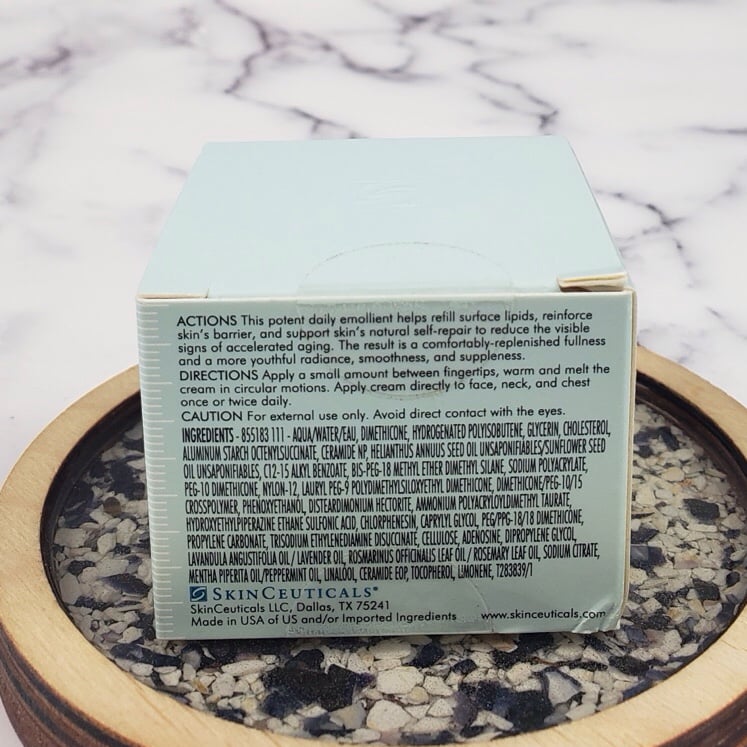 ACTIONS This potent daily emollient helps refill surface lipids, reinforce
skin's barrier, and support skin's natural self-repair to reduce the visible
signs of accelerated aging. The result is a comfortably-replenished fullness
and a more youthful radiance, smoothness, and suppleness.
DIRECTIONS Apply a small amount between fingertips, warm and melt the
cream in circular motions. Apply cream directly to face, neck, and chest
once or twice daily.
CAUTION For external use only. Avoid direct contact with the eyes.
INGREDIENTS - 855183 111 - AQUA/WATER/EAU, DIMETHICONE, HYDROGENATED POLYISOBUTENE, GLYCERIN, CHOLESTEROL,
ALUMINUM STARCH OCTENYLSUCCINATE, CERAMIDE NP, HELIANTHUS ANNUUS SEED OIL UNSAPONIFIABLES/SUNFLOWER SEED
OIL UNSAPONIFIABLES, C12-15 ALKYL BENZOATE, BIS-PEG-18 METHYL ETHER DIMETHYL SILANE, SODIUM POLYACRYLATE,
PEG-10 DIMETHICONE, NYLON-12, LAURYL PEG-9 POLYDIMETHYLSILOXYETHYL DIMETHICONE, DIMETHICONE/PEG-10/15
CROSSPOLYMER, PHENOXYETHANOL, DISTEARDIMONIUM HECTORITE, AMMONIUM POLYACRYLOYLDIMETHYL TAURATE,
HYDROXYETHYLPIPERAZINE ETHANE SULFONIC ACID, CHLORPHENESIN, CAPRYLYL GLYCOL, PEG/PPG-18/18 DIMETHICONE,
PROPYLENE CARBONATE, TRISODIUM ETHYLENEDIAMINE DISUCCINATE, CELLULOSE, ADENOSINE, DIPROPYLENE GLYCOL,
LAVANDULA ANGUSTIFOLIA OIL / LAVENDER OIL, ROSMARINUS OFFICINALIS LEAF OIL / ROSEMARY LEAF OIL, SODIUM CITRATE,
MENTHA PIPERITA OIL/PEPPERMINT OIL, LINALOOL, CERAMIDE EOP, TOCOPHEROL, LIMONENE, T283839/1
SKINCEUTICALS®
SkinCeuticals LLC, Dallas, TX 75241
Made in USA of US and/or Imported Ingredients www.skinceuticals.com